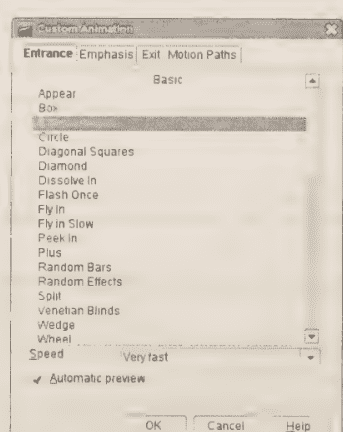 Custom Animation
Entrance Emphasis Exit Motion Paths
Basic
Appear
Box
Circle
Diagonal Squares
Diamond
Dissolve In
Flash Once
Fly In
Fly in Slow
Peek In
Plus
Random Bars
Random Effects
Split
Venetian Blinds
Wedge
Wheel
Speed Very fast
Automatic preview
OK Cancel Help